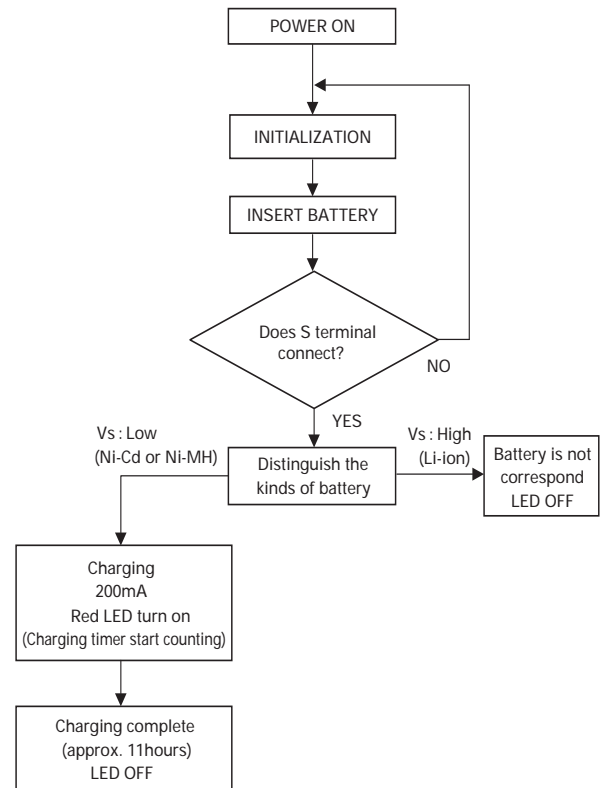 POWER ON
INITIALIZATION
INSERT BATTERY
Does S terminal
connect?
NO
YES
Vs : Low
(Ni-Cd or Ni-MH)
Distinguish the
kinds of battery
Vs : High
(Li-ion)
Battery is not
correspond
LED OFF
Charging
200mA
Red LED turn on
(Charging timer start counting)
Charging complete
(approx. 11hours)
LED OFF